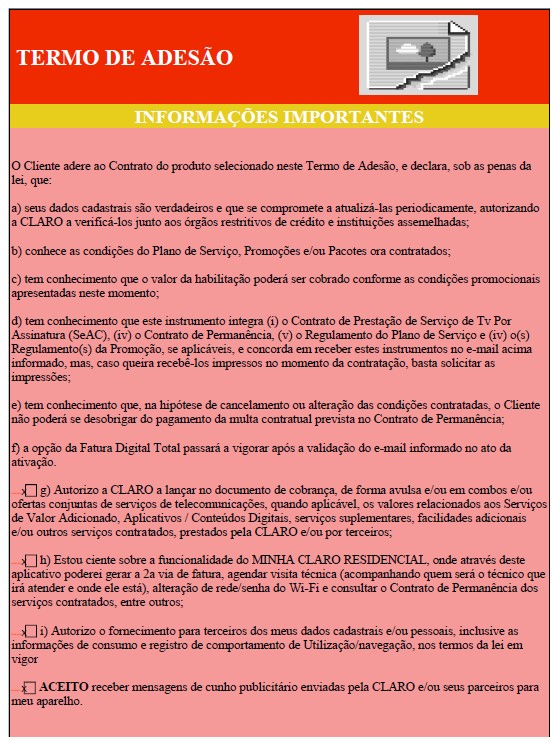 TERMO DE ADESÃO
INFORMAÇÕES IMPORTANTES
O Cliente adere ao Contrato do produto selecionado neste Termo de Adesão, e declara, sob as penas da
lei, que:
a) seus dados cadastrais são verdadeiros e que se compromete a atualizá-las periodicamente, autorizando
a CLARO a verificá-los junto aos órgãos restritivos de crédito e instituições assemelhadas;
b) conhece as condições do Plano de Serviço, Promoções e/ou Pacotes ora contratados;
c) tem conhecimento que o valor da habilitação poderá ser cobrado conforme as condições promocionais
apresentadas neste momento;
d) tem conhecimento que este instrumento integra (i) o Contrato de Prestação de Serviço de Tv Por
Assinatura (SeAC), (iv) o Contrato de Permanência, (v) o Regulamento do Plano de Serviço e (iv) o(s)
Regulamento(s) da Promoção, se aplicáveis, e concorda em receber estes instrumentos no e-mail acima
informado, mas, caso queira recebê-los impressos no momento da contratação, basta solicitar as
impressões;
e) tem conhecimento que, na hipótese de cancelamento ou alteração das condições contratadas, o Cliente
não poderá se desobrigar do pagamento da multa contratual prevista no Contrato de Permanência;
f) a opção da Fatura Digital Total passará a vigorar após a validação do e-mail informado no ato da
ativação.
x g) Autorizo a CLARO a lançar no documento de cobrança, de forma avulsa e/ou em combos e/ou
ofertas conjuntas de serviços de telecomunicações, quando aplicável, os valores relacionados aos Serviços
de Valor Adicionado, Aplicativos / Conteúdos Digitais, serviços suplementares, facilidades adicionais
e/ou outros serviços contratados, prestados pela CLARO e/ou por terceiros;
x h) Estou ciente sobre a funcionalidade do MINHA CLARO RESIDENCIAL, onde através deste
aplicativo poderei gerar a 2a via de fatura, agendar visita técnica (acompanhando quem será o técnico que
irá atender e onde ele está), alteração de rede/senha do Wi-Fi e consultar o Contrato de Permanência dos
serviços contratados, entre outros;
x i) Autorizo o fornecimento para terceiros dos meus dados cadastrais e/ou pessoais, inclusive as
informações de consumo e registro de comportamento de Utilização/navegação, nos termos da lei em
vigor
x ACEITO receber mensagens de cunho publicitário enviadas pela CLARO e/ou seus parceiros para
meu aparelho.